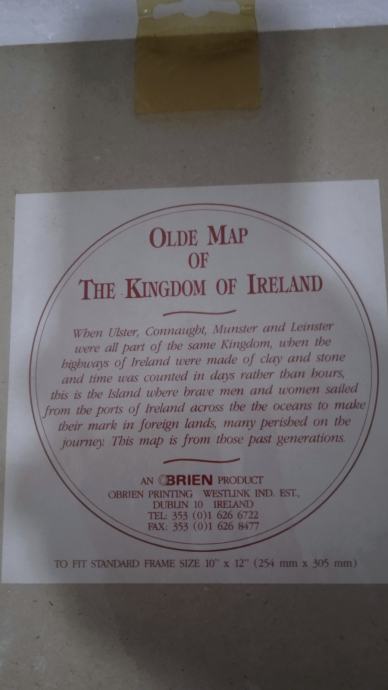 OLDE MAP
OF
THE KINGDOM OF IRELAND
When Ulster, Connaught, Munster and Leinster
were all part of the same Kingdom, when the
highways of Ireland were made of clay and stone
and time was counted in days rather than hours,
this is the Island where brave men and women sailed
from the ports of Ireland across the the oceans to make
their mark in foreign lands, many perished on the
journey. This map is from those past generations.
AN OBRIEN PRODUCT
OBRIEN PRINTING WESTLINK IND. EST.,
DUBLIN 10 IRELAND
TEL: 353 (0)1 626 6722
FAX: 353 (0)1 626 8477
TO FIT STANDARD FRAME SIZE 10" x 12" (254 mm x 305 mm)